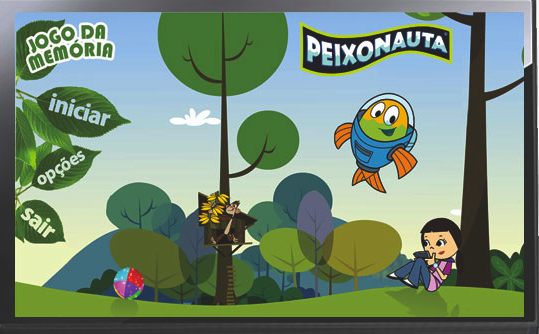 JOGO DA
MEMÓRIA
PEIXONAUTA
iniciar
opções
sair